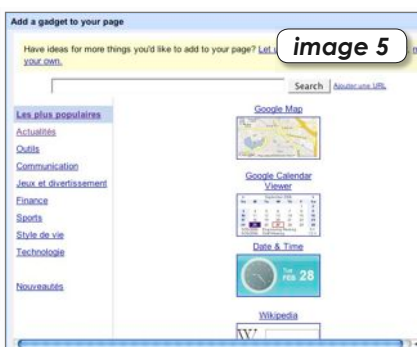 Add a gadget to your page
image 5
Have ideas for more things you'd like to add to your page? Let
your own.
Search Ajouter une URL
Les plus populaires
Actualités
Outils
Communication
Jeux et divertissement
Finance
Sports
Style de vie
Technologie
Nouveautés
Google Map
Google Calendar
Viewer
Date & Time
Tue
FEB 28
Wikipedia
W